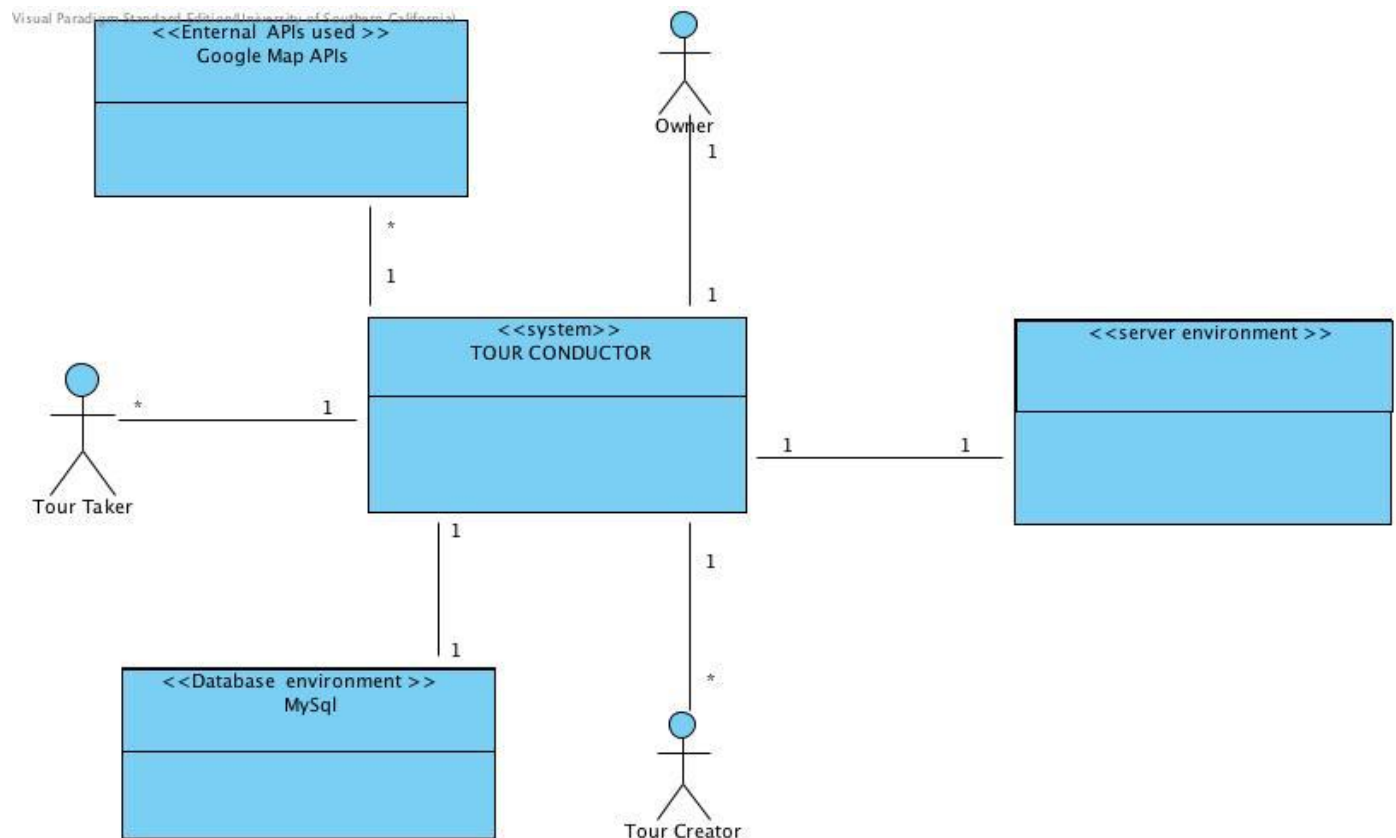 Visual Paradigm Standard Edition(University of Southern California)
<<Enternal APIs used >>
Google Map APIs
Owner
1
*
1
1
<<system>>
TOUR CONDUCTOR
<<server environment >>
*
1
1
1
Tour Taker
1
1
1
*
<<Database environment >>
MySql
Tour Creator